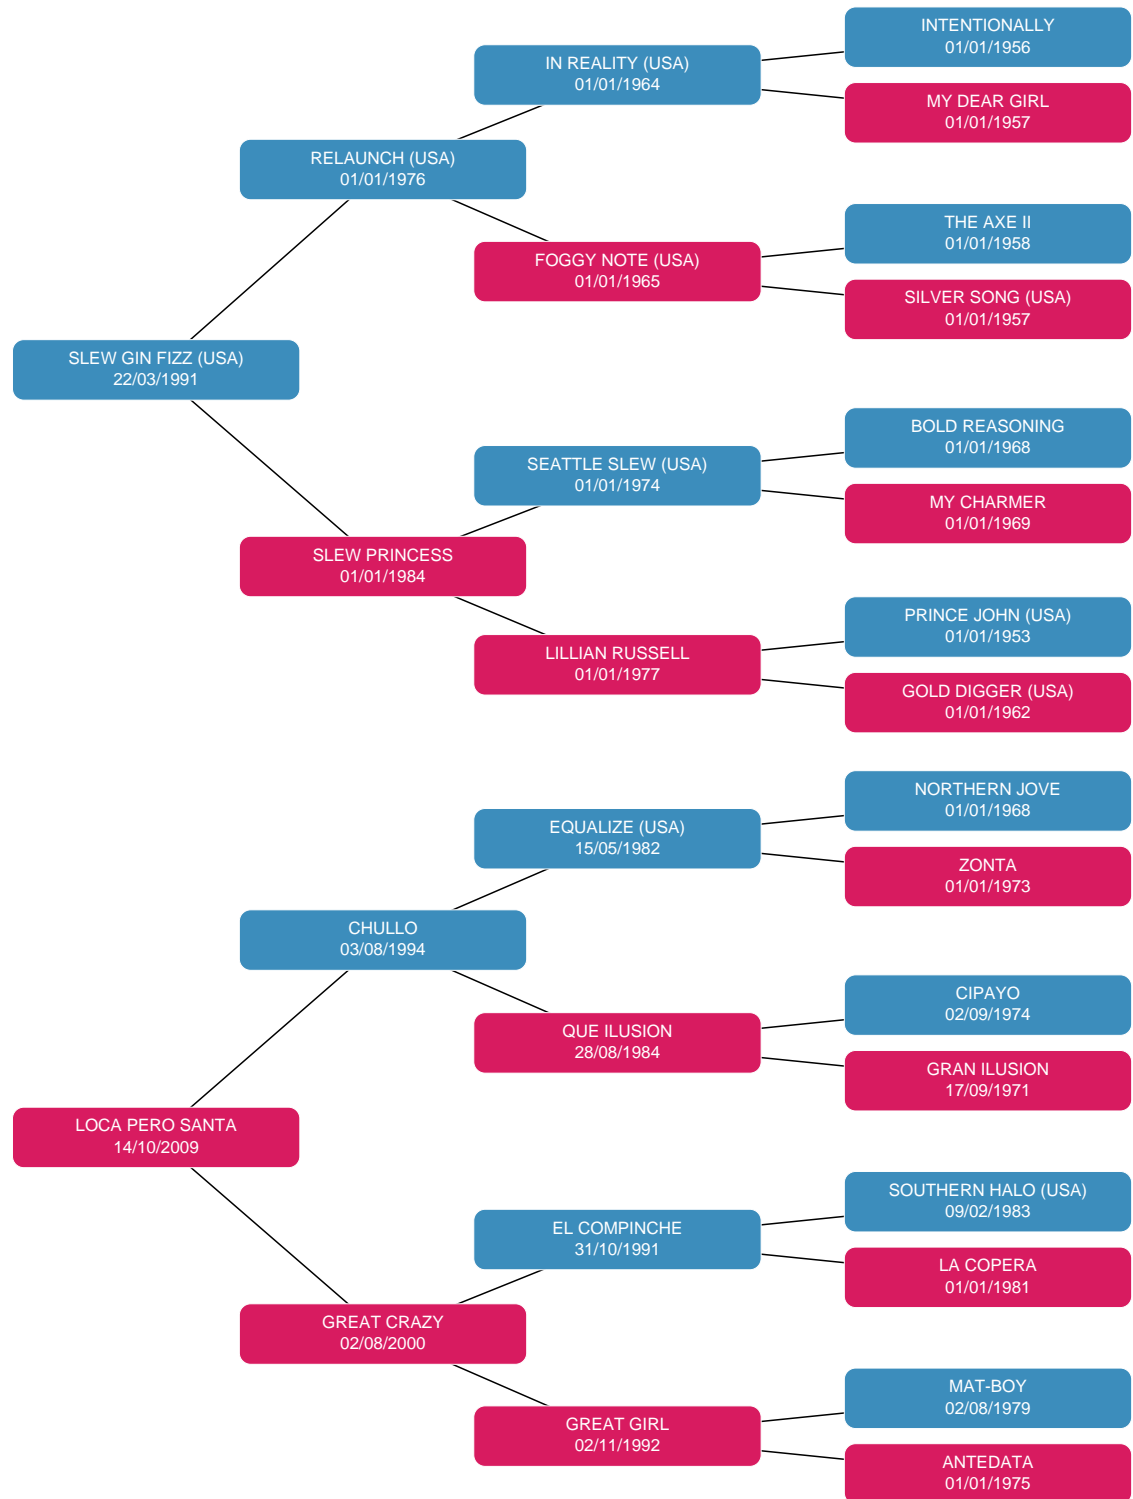 INTENTIONALLY
01/01/1956
IN REALITY (USA)
01/01/1964
MY DEAR GIRL
01/01/1957
RELAUNCH (USA)
01/01/1976
THE AXE II
01/01/1958
FOGGY NOTE (USA)
01/01/1965
SILVER SONG (USA)
01/01/1957
SLEW GIN FIZZ (USA)
22/03/1991
BOLD REASONING
01/01/1968
SEATTLE SLEW (USA)
01/01/1974
MY CHARMER
01/01/1969
SLEW PRINCESS
01/01/1984
PRINCE JOHN (USA)
01/01/1953
LILLIAN RUSSELL
01/01/1977
GOLD DIGGER (USA)
01/01/1962
NORTHERN JOVE
01/01/1968
EQUALIZE (USA)
15/05/1982
ZONTA
01/01/1973
CHULLO
03/08/1994
CIPAYO
02/09/1974
QUE ILUSION
28/08/1984
GRAN ILUSION
17/09/1971
LOCA PERO SANTA
14/10/2009
SOUTHERN HALO (USA)
09/02/1983
EL COMPINCHE
31/10/1991
LA COPERA
01/01/1981
GREAT CRAZY
02/08/2000
MAT-BOY
02/08/1979
GREAT GIRL
02/11/1992
ANTEDATA
01/01/1975